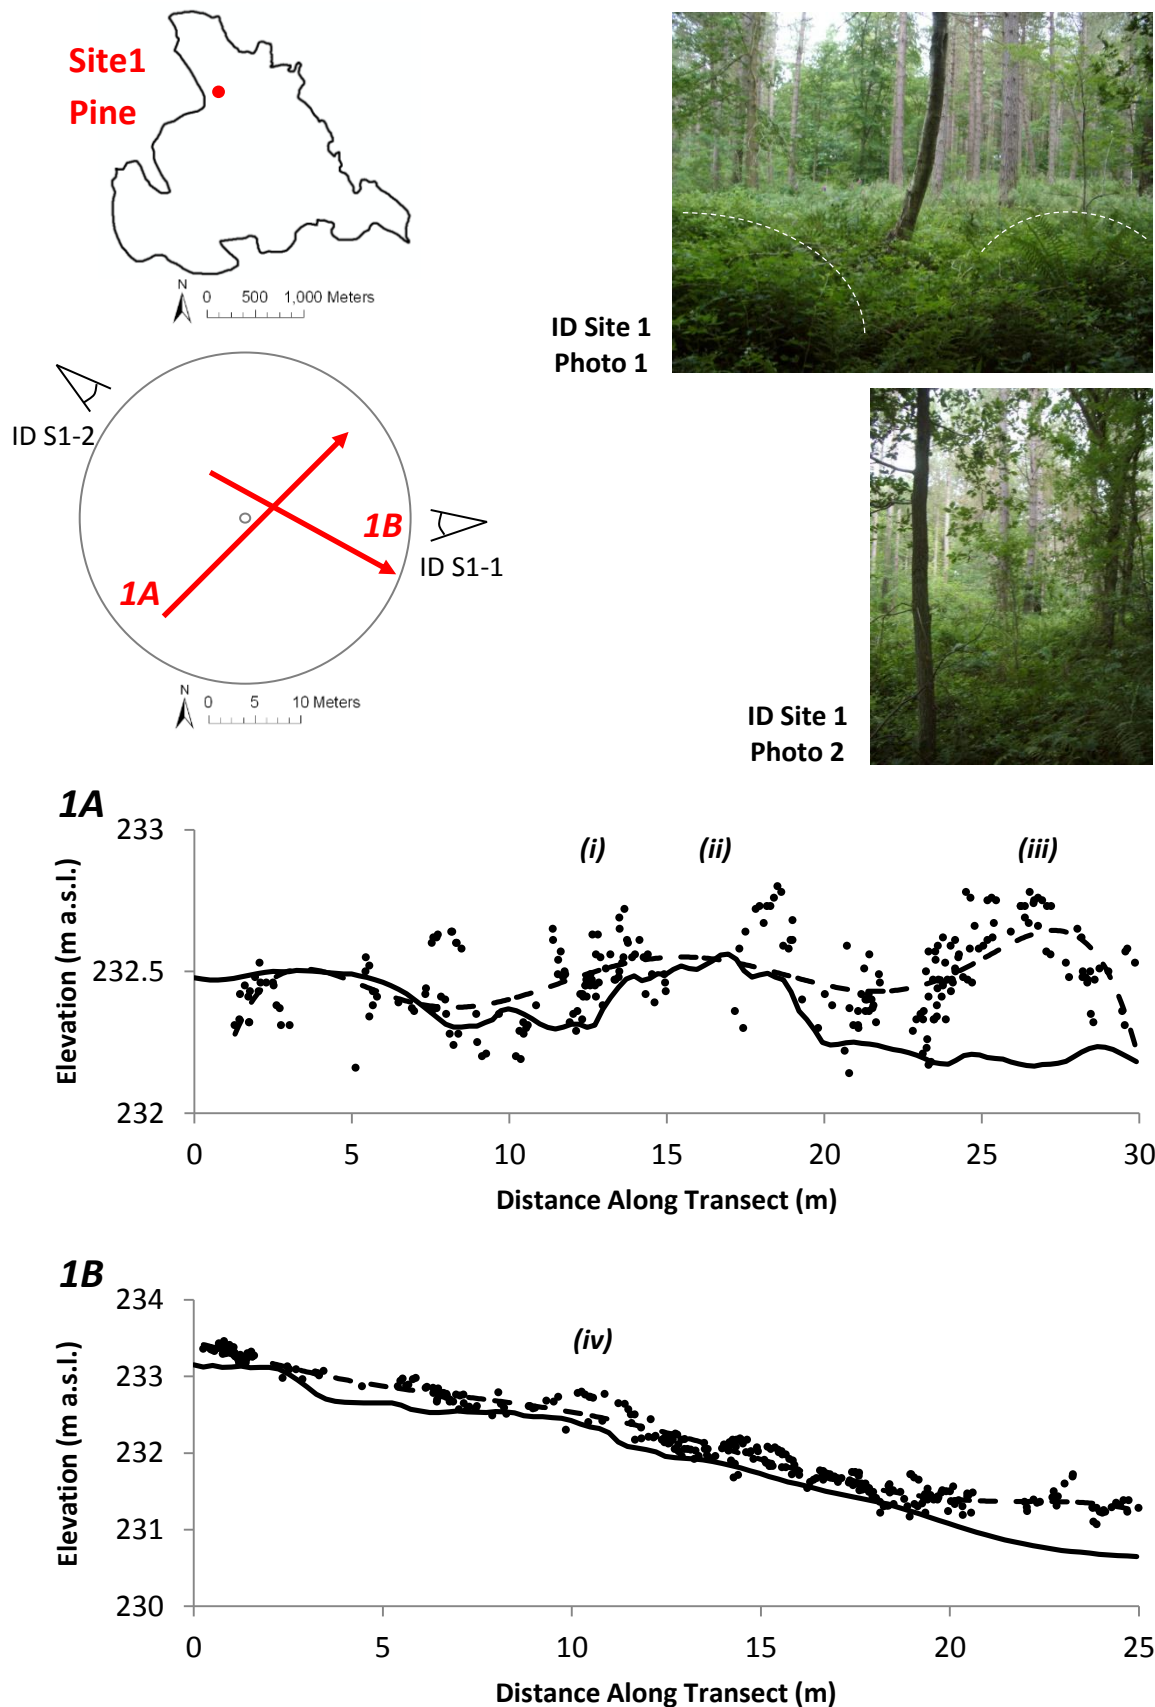 Site1
Pine
N
0 500 1,000 Meters
ID Site 1
Photo 1
ID S1-2
1B
ID S1-1
1A
N
0 5 10 Meters
ID Site 1
Photo 2
1A
233
232.5
232
Elevation (m a.s.l.)
(i) (ii) (iii)
0 5 10 15 20 25 30
Distance Along Transect (m)
1B
234
233
232
231
230
Elevation (m a.s.l.)
(iv)
0 5 10 15 20 25
Distance Along Transect (m)